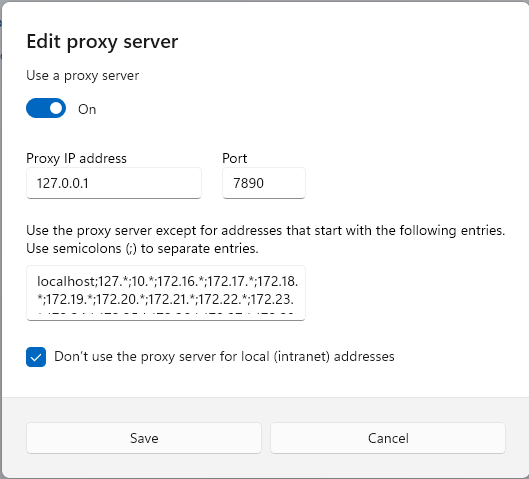 Edit proxy server
Use a proxy server
On
Proxy IP address
Port
127.0.0.1
7890
Use the proxy server except for addresses that start with the following entries.
Use semicolons (;) to separate entries.
localhost;127.*;10.*;172.16.*;172.17.*;172.18.
*;172.19.*;172.20.*;172.21.*;172.22.*;172.23.
Don't use the proxy server for local (intranet) addresses
Save
Cancel